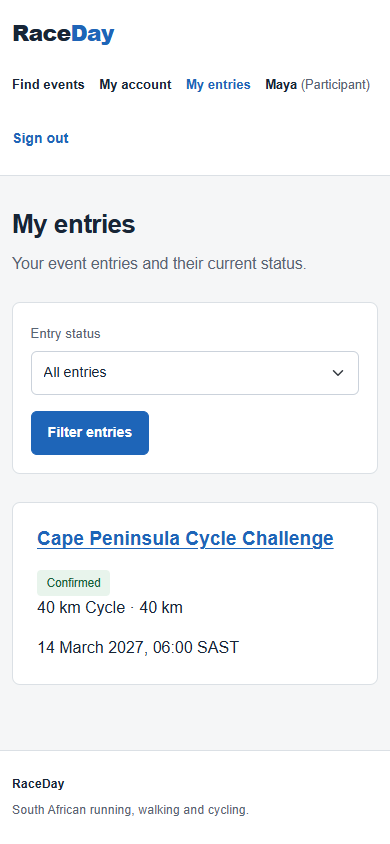 RaceDay
Find events My account My entries Maya (Participant)
Sign out
My entries
Your event entries and their current status.
Entry status
All entries
Filter entries
Cape Peninsula Cycle Challenge
Confirmed
40 km Cycle · 40 km
14 March 2027, 06:00 SAST
RaceDay
South African running, walking and cycling.